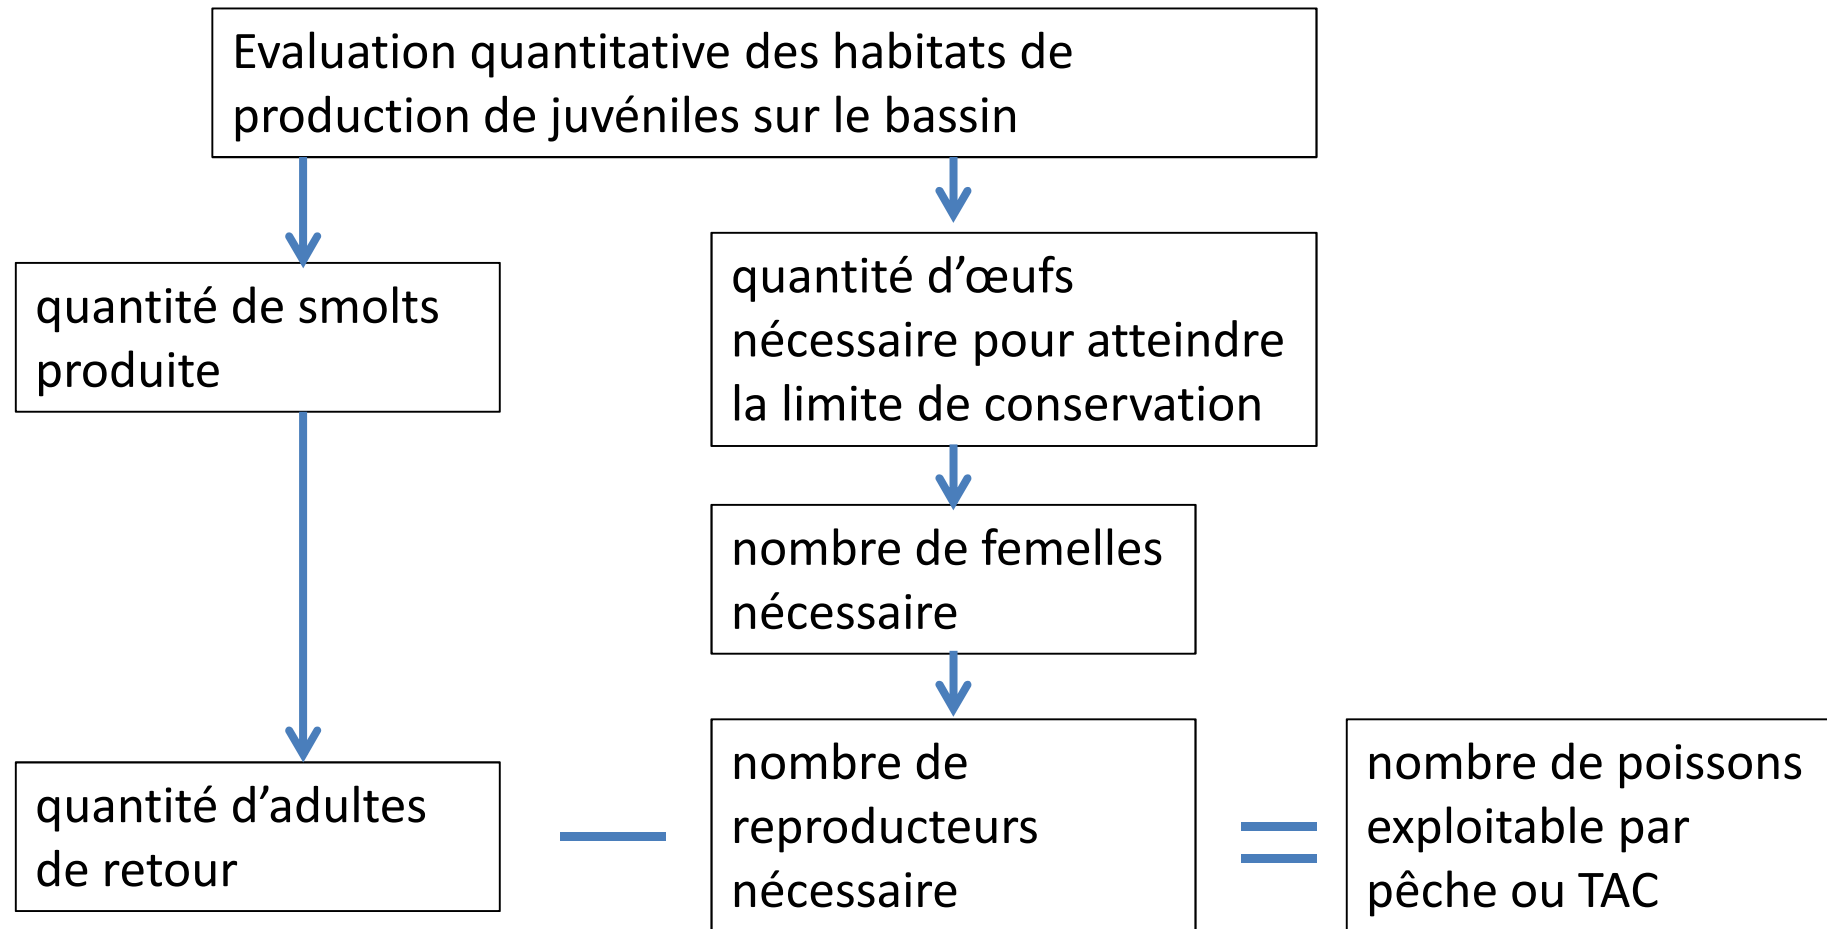 Evaluation quantitative des habitats de
production de juvéniles sur le bassin
quantité de smolts
produite
quantité d’œufs
nécessaire pour atteindre
la limite de conservation
nombre de femelles
nécessaire
quantité d’adultes
de retour
nombre de
reproducteurs
nécessaire
nombre de poissons
exploitable par
pêche ou TAC